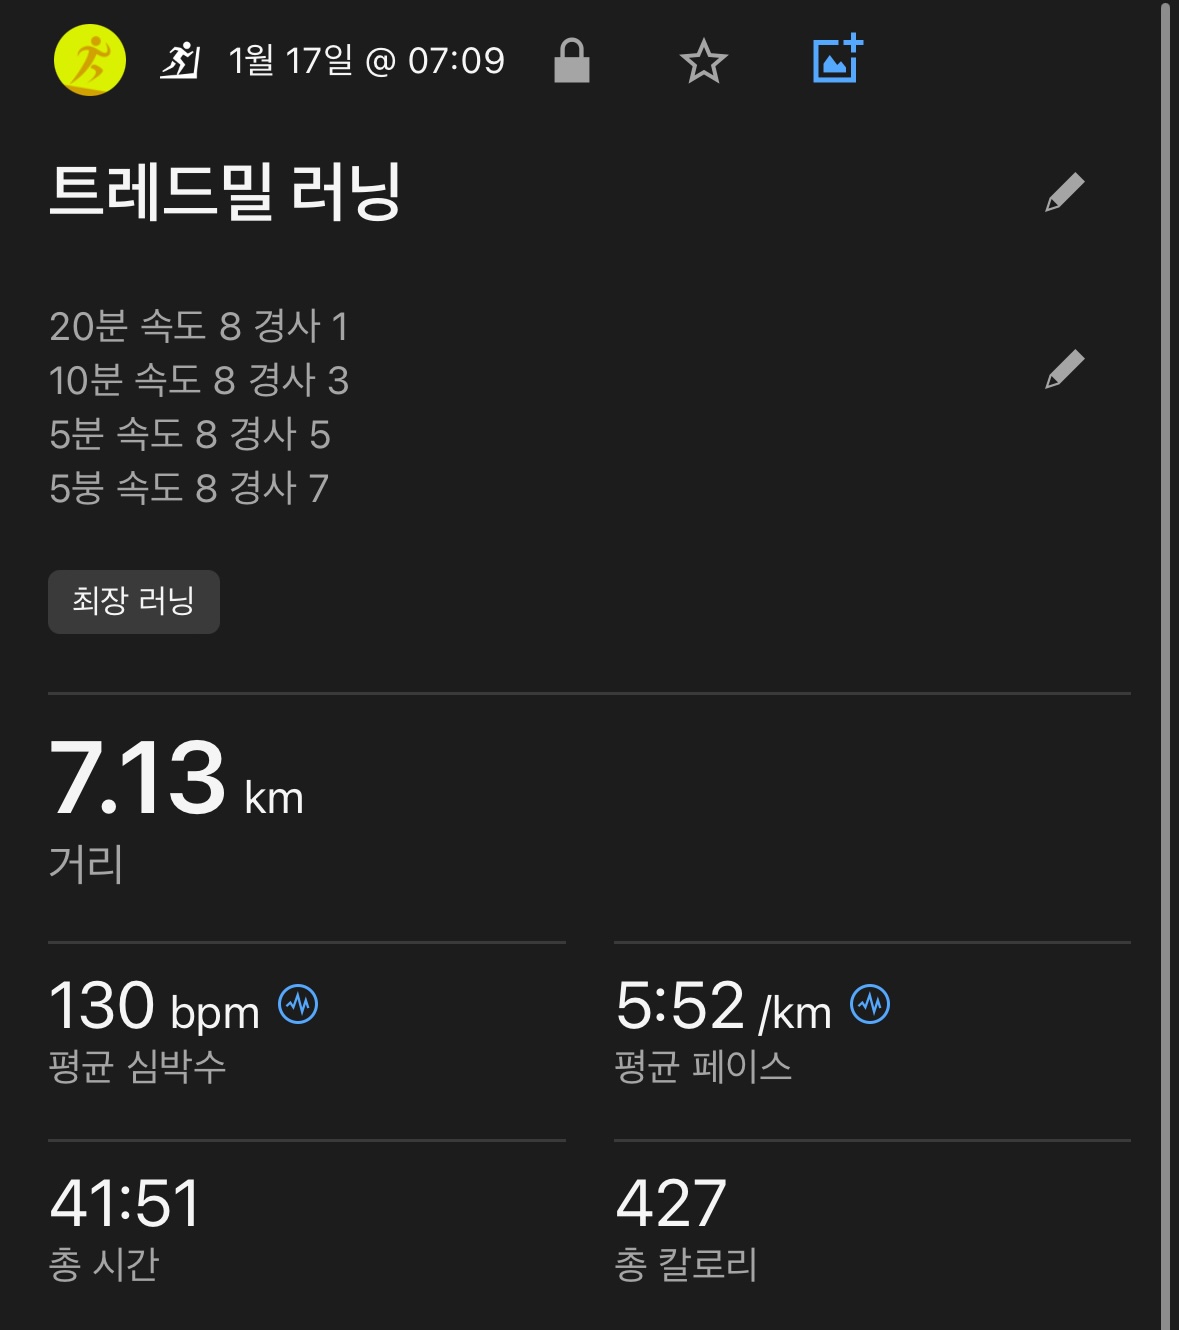 1월 17일 @ 07:09
트레드밀 러닝
20분 속도 8 경사 1
10분 속도 8 경사 3
5분 속도 8 경사 5
5붕 속도 8 경사 7
최장 러닝
7.13 km
거리
130 bpm
평균 심박수
5:52 /km
평균 페이스
41:51
총 시간
427
총 칼로리